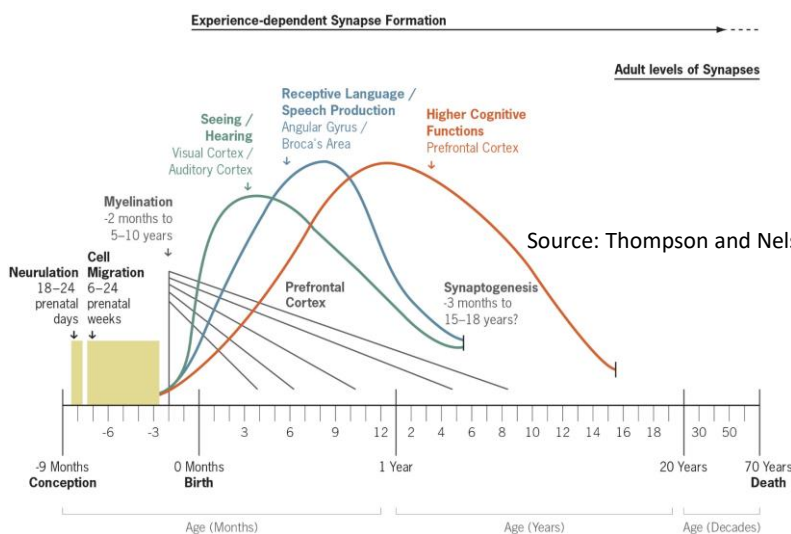 Experience-dependent Synapse Formation
Adult levels of Synapses
Receptive Language /
Speech Production
Angular Gyrus /
Broca's Area
Seeing /
Hearing
Visual Cortex /
Auditory Cortex
Higher Cognitive
Functions
Prefrontal Cortex
Myelination
-2 months to
5–10 years
Source: Thompson and Nels
Neurulation
18–24
prenatal
days
Cell
Migration
6–24
prenatal
weeks
Prefrontal
Cortex
Synaptogenesis
-3 months to
15–18 years?
-6 -3 3 6 9 12 2 4 6 8 10 12 14 16 18 30 50
-9 Months
Conception
0 Months
Birth
1 Year
20 Years
70 Years
Death
Age (Months)
Age (Years)
Age (Decades)